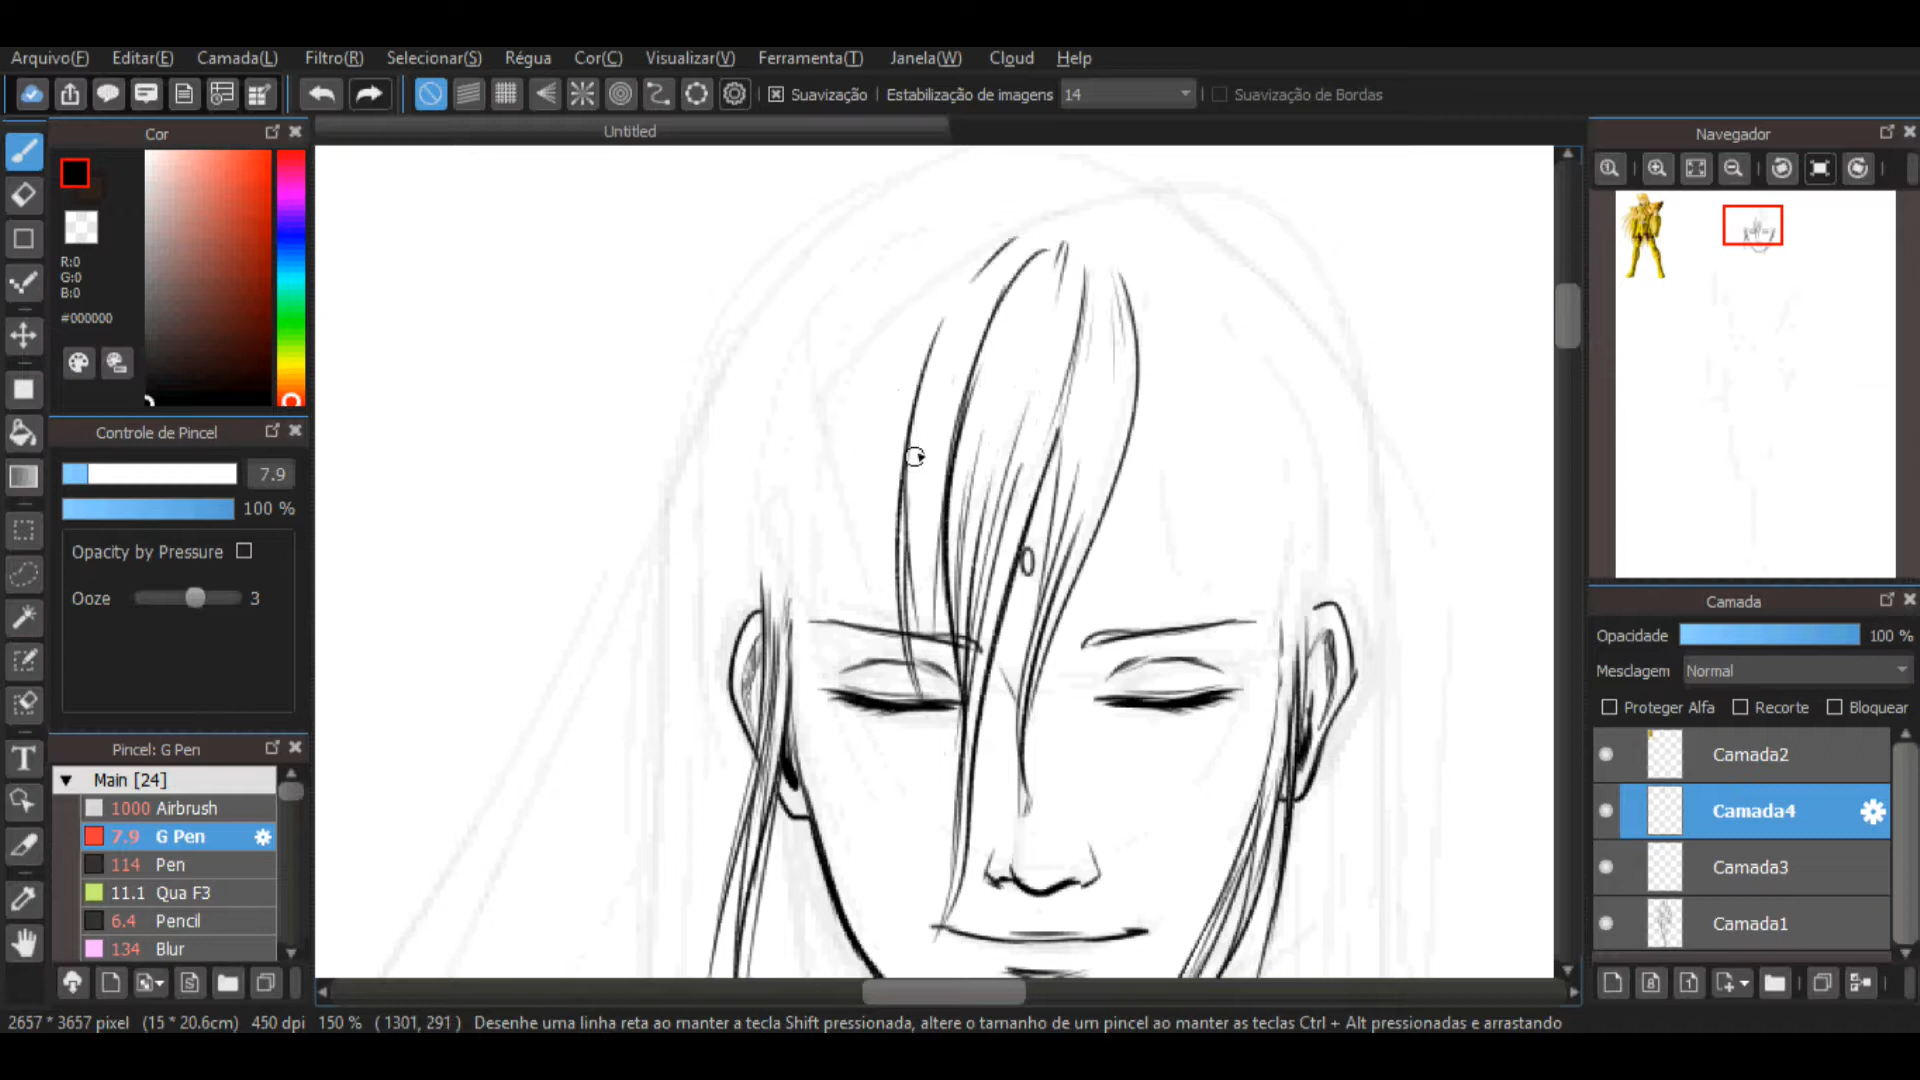 Arquivo(F) Editar(E) Camada(L) Filtro(R) Selecionar(S) Régua Cor(C) Visualizar(V) Ferramenta(T) Janela(W) Cloud Help
Suavização Estabilização de imagens 14 Suavização de Bordas
Cor
R:0
G:0
B:0
#000000
Controle de Pincel
7.9
100 %
Opacity by Pressure
Ooze 3
Pincel: G Pen
Main [24]
1000 Airbrush
7.9 G Pen
114 Pen
11.1 Qua F3
6.4 Pencil
134 Blur
Untitled
Navegador
Camada
Opacidade 100 %
Mesclagem Normal
Proteger Alfa Recorte Bloquear
Camada2
Camada4
Camada3
Camada1
2657 * 3657 pixel (15 * 20.6cm) 450 dpi 150 % ( 1301, 291 ) Desenhe uma linha reta ao manter a tecla Shift pressionada, altere o tamanho de um pincel ao manter as teclas Ctrl + Alt pressionadas e arrastando